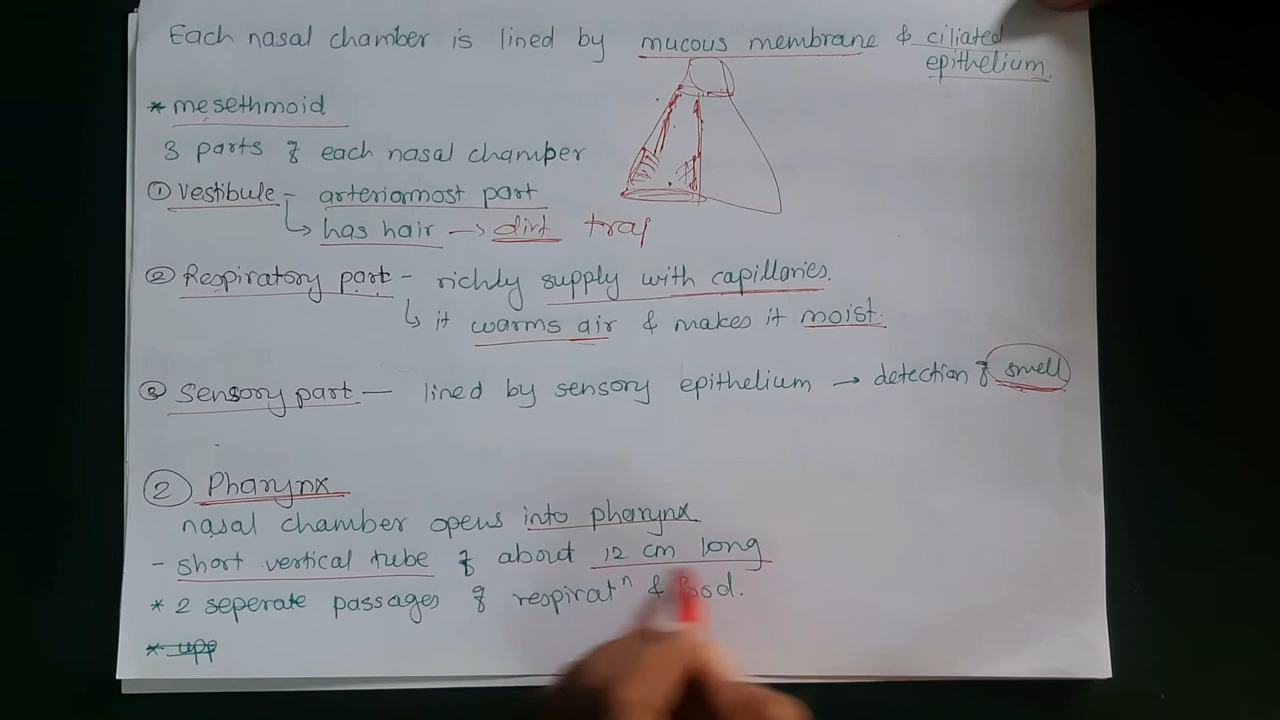 Each nasal chamber is lined by mucous membrane & ciliated
epithelium.
* mesethmoid
3 parts of each nasal chamber
① Vestibule - arteriormost part
↳ has hair → dirt trap
② Respiratory part - richly supply with capillaries.
↳ it warms air & makes it moist.
③ Sensory part — lined by sensory epithelium → detection of smell
② Pharynx
nasal chamber opens into pharynx
- short vertical tube of about 12 cm long
* 2 seperate passages of respiratⁿ & food.
* upp